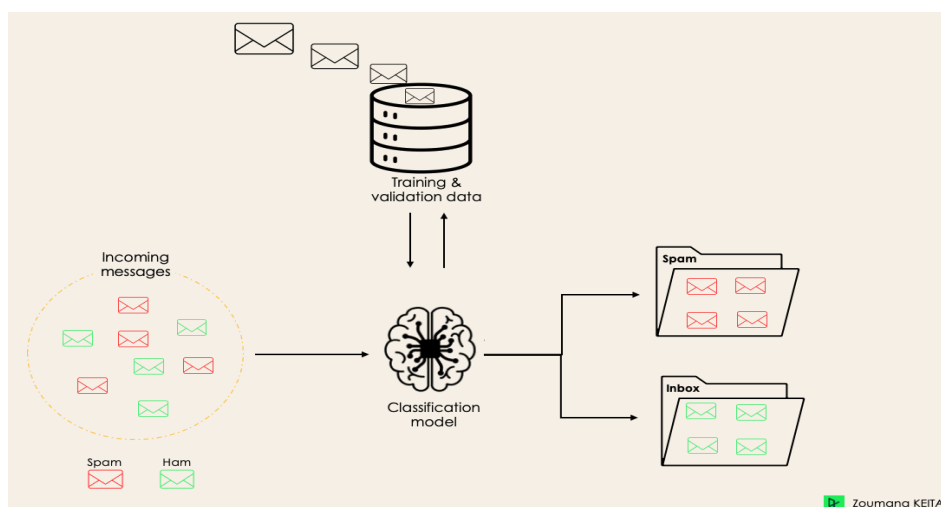 Training &
validation data
Incoming
messages
Spam
Classification
model
Inbox
Spam
Ham
Zoumana KEITA